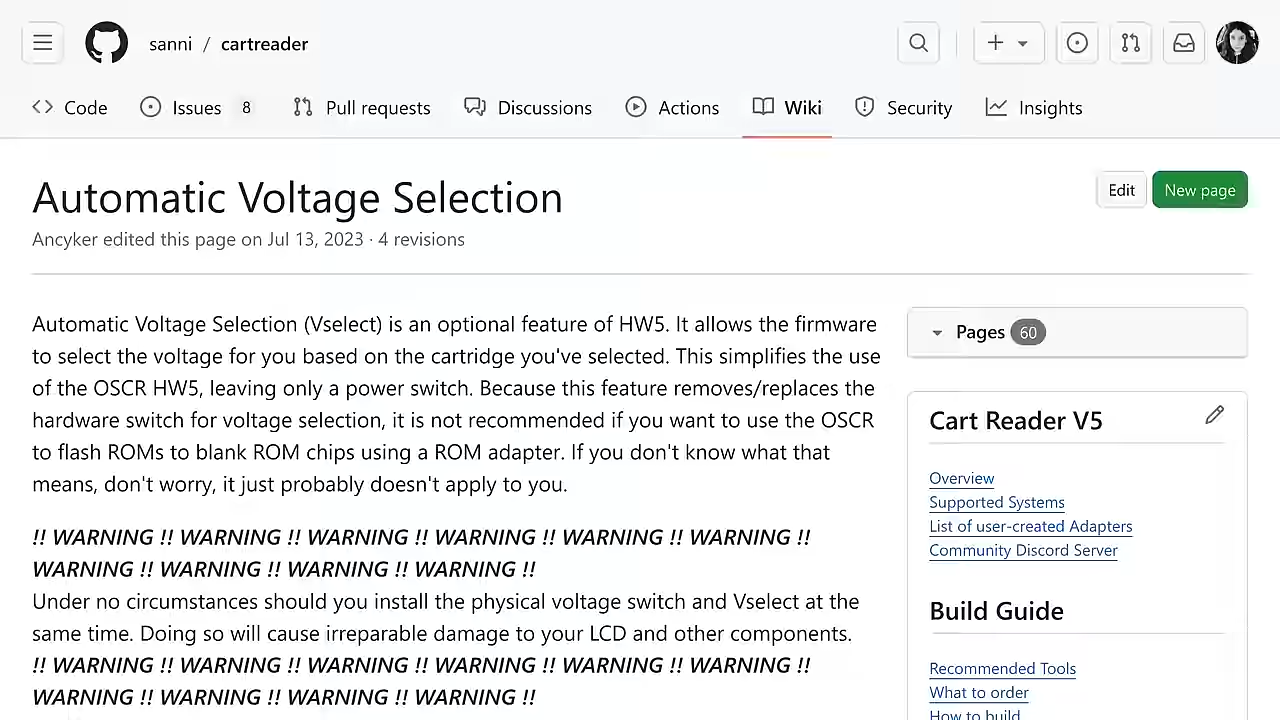 sanni / cartreader
Code Issues 8 Pull requests Discussions Actions Wiki Security Insights
Automatic Voltage Selection
Edit New page
Ancyker edited this page on Jul 13, 2023 · 4 revisions
Automatic Voltage Selection (Vselect) is an optional feature of HW5. It allows the firmware
to select the voltage for you based on the cartridge you've selected. This simplifies the use
of the OSCR HW5, leaving only a power switch. Because this feature removes/replaces the
hardware switch for voltage selection, it is not recommended if you want to use the OSCR
to flash ROMs to blank ROM chips using a ROM adapter. If you don't know what that
means, don't worry, it just probably doesn't apply to you.
!! WARNING !! WARNING !! WARNING !! WARNING !! WARNING !! WARNING !!
WARNING !! WARNING !! WARNING !! WARNING !!
Under no circumstances should you install the physical voltage switch and Vselect at the
same time. Doing so will cause irreparable damage to your LCD and other components.
!! WARNING !! WARNING !! WARNING !! WARNING !! WARNING !! WARNING !!
WARNING !! WARNING !! WARNING !! WARNING !!
Pages 60
Cart Reader V5
Overview
Supported Systems
List of user-created Adapters
Community Discord Server
Build Guide
Recommended Tools
What to order
How to build